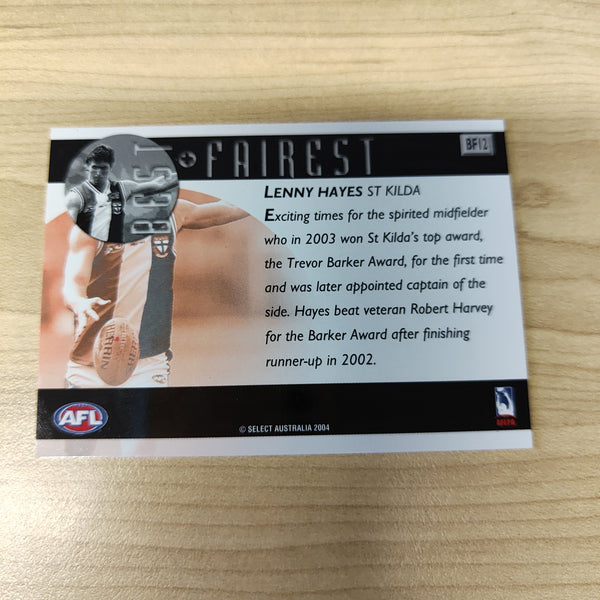 BEST + FAIREST
BF12
LENNY HAYES ST KILDA
Exciting times for the spirited midfielder
who in 2003 won St Kilda's top award,
the Trevor Barker Award, for the first time
and was later appointed captain of the
side. Hayes beat veteran Robert Harvey
for the Barker Award after finishing
runner-up in 2002.
AFL
© SELECT AUSTRALIA 2004
AFLPA